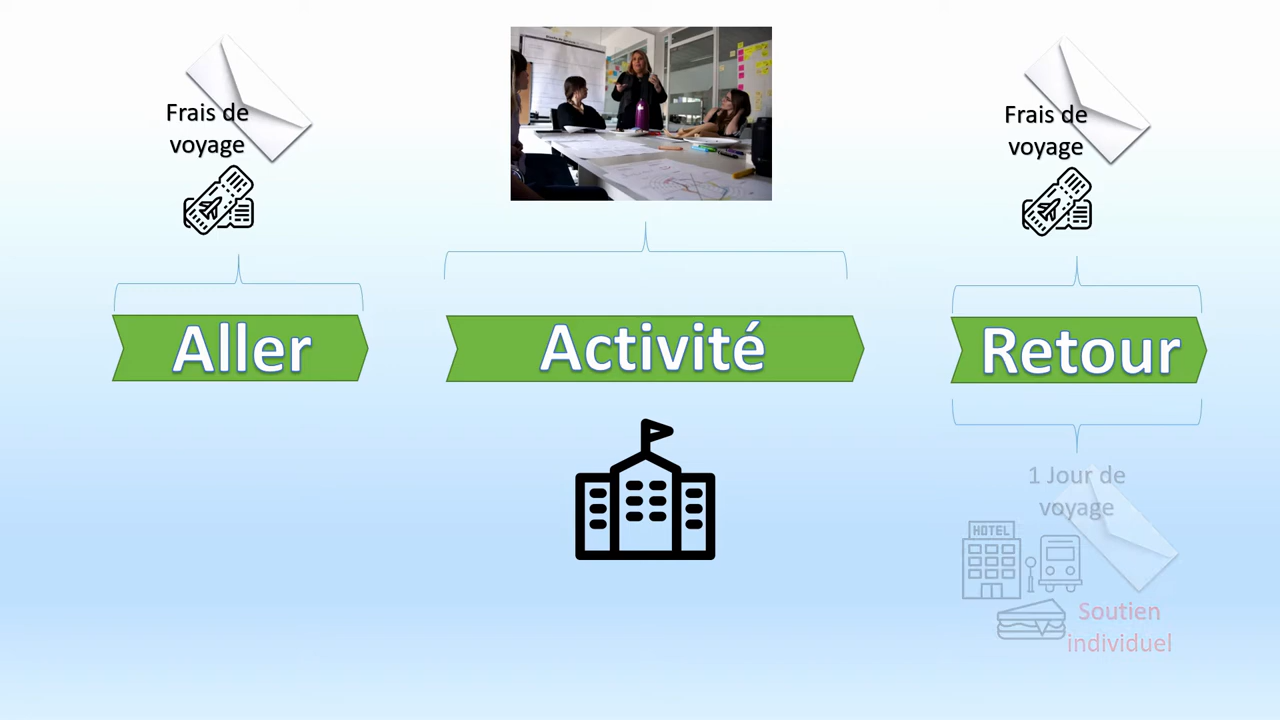 Frais de
voyage
Frais de
voyage
Aller
Activité
Retour
1 Jour de
voyage
HOTEL
Soutien
individuel